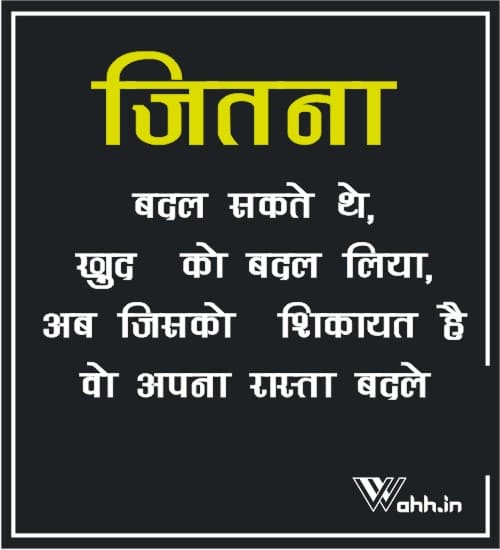 जितना
बदल सकते थे,
खुद को बदल लिया,
अब जिसको शिकायत है
वो अपना रास्ता बदले
Wahh.in